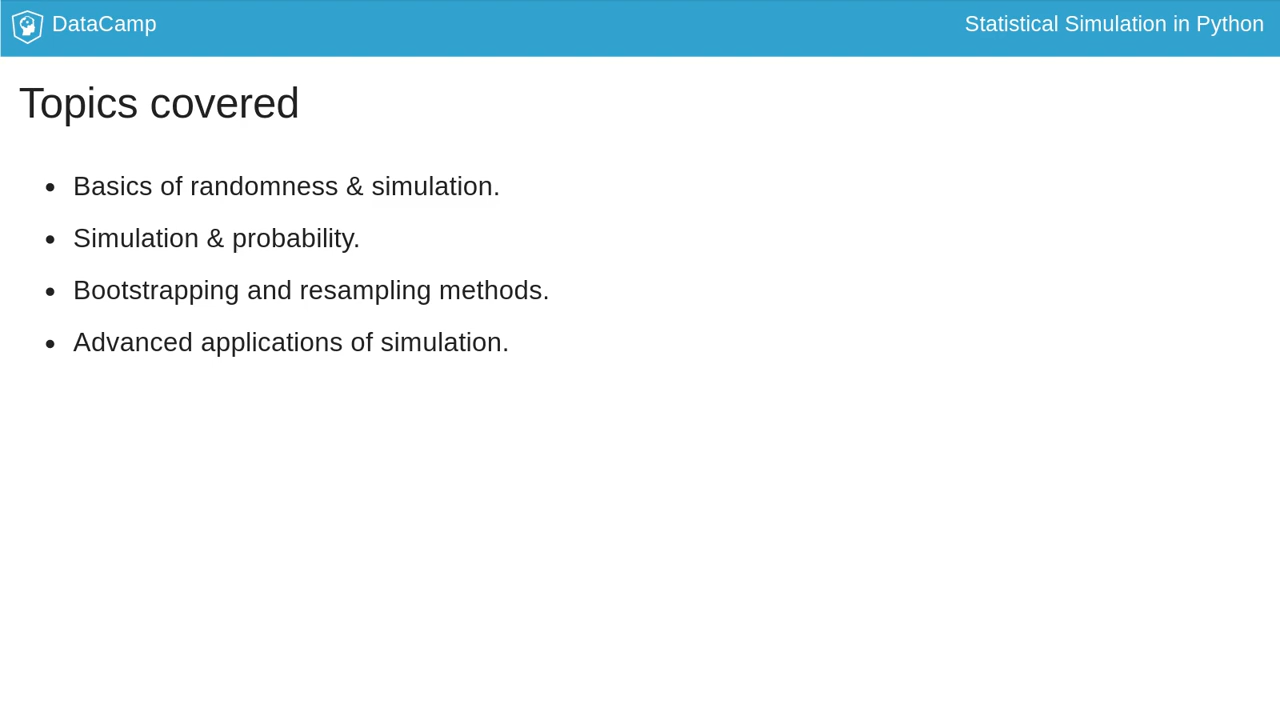 DataCamp
Statistical Simulation in Python
Topics covered
• Basics of randomness & simulation.
• Simulation & probability.
• Bootstrapping and resampling methods.
• Advanced applications of simulation.